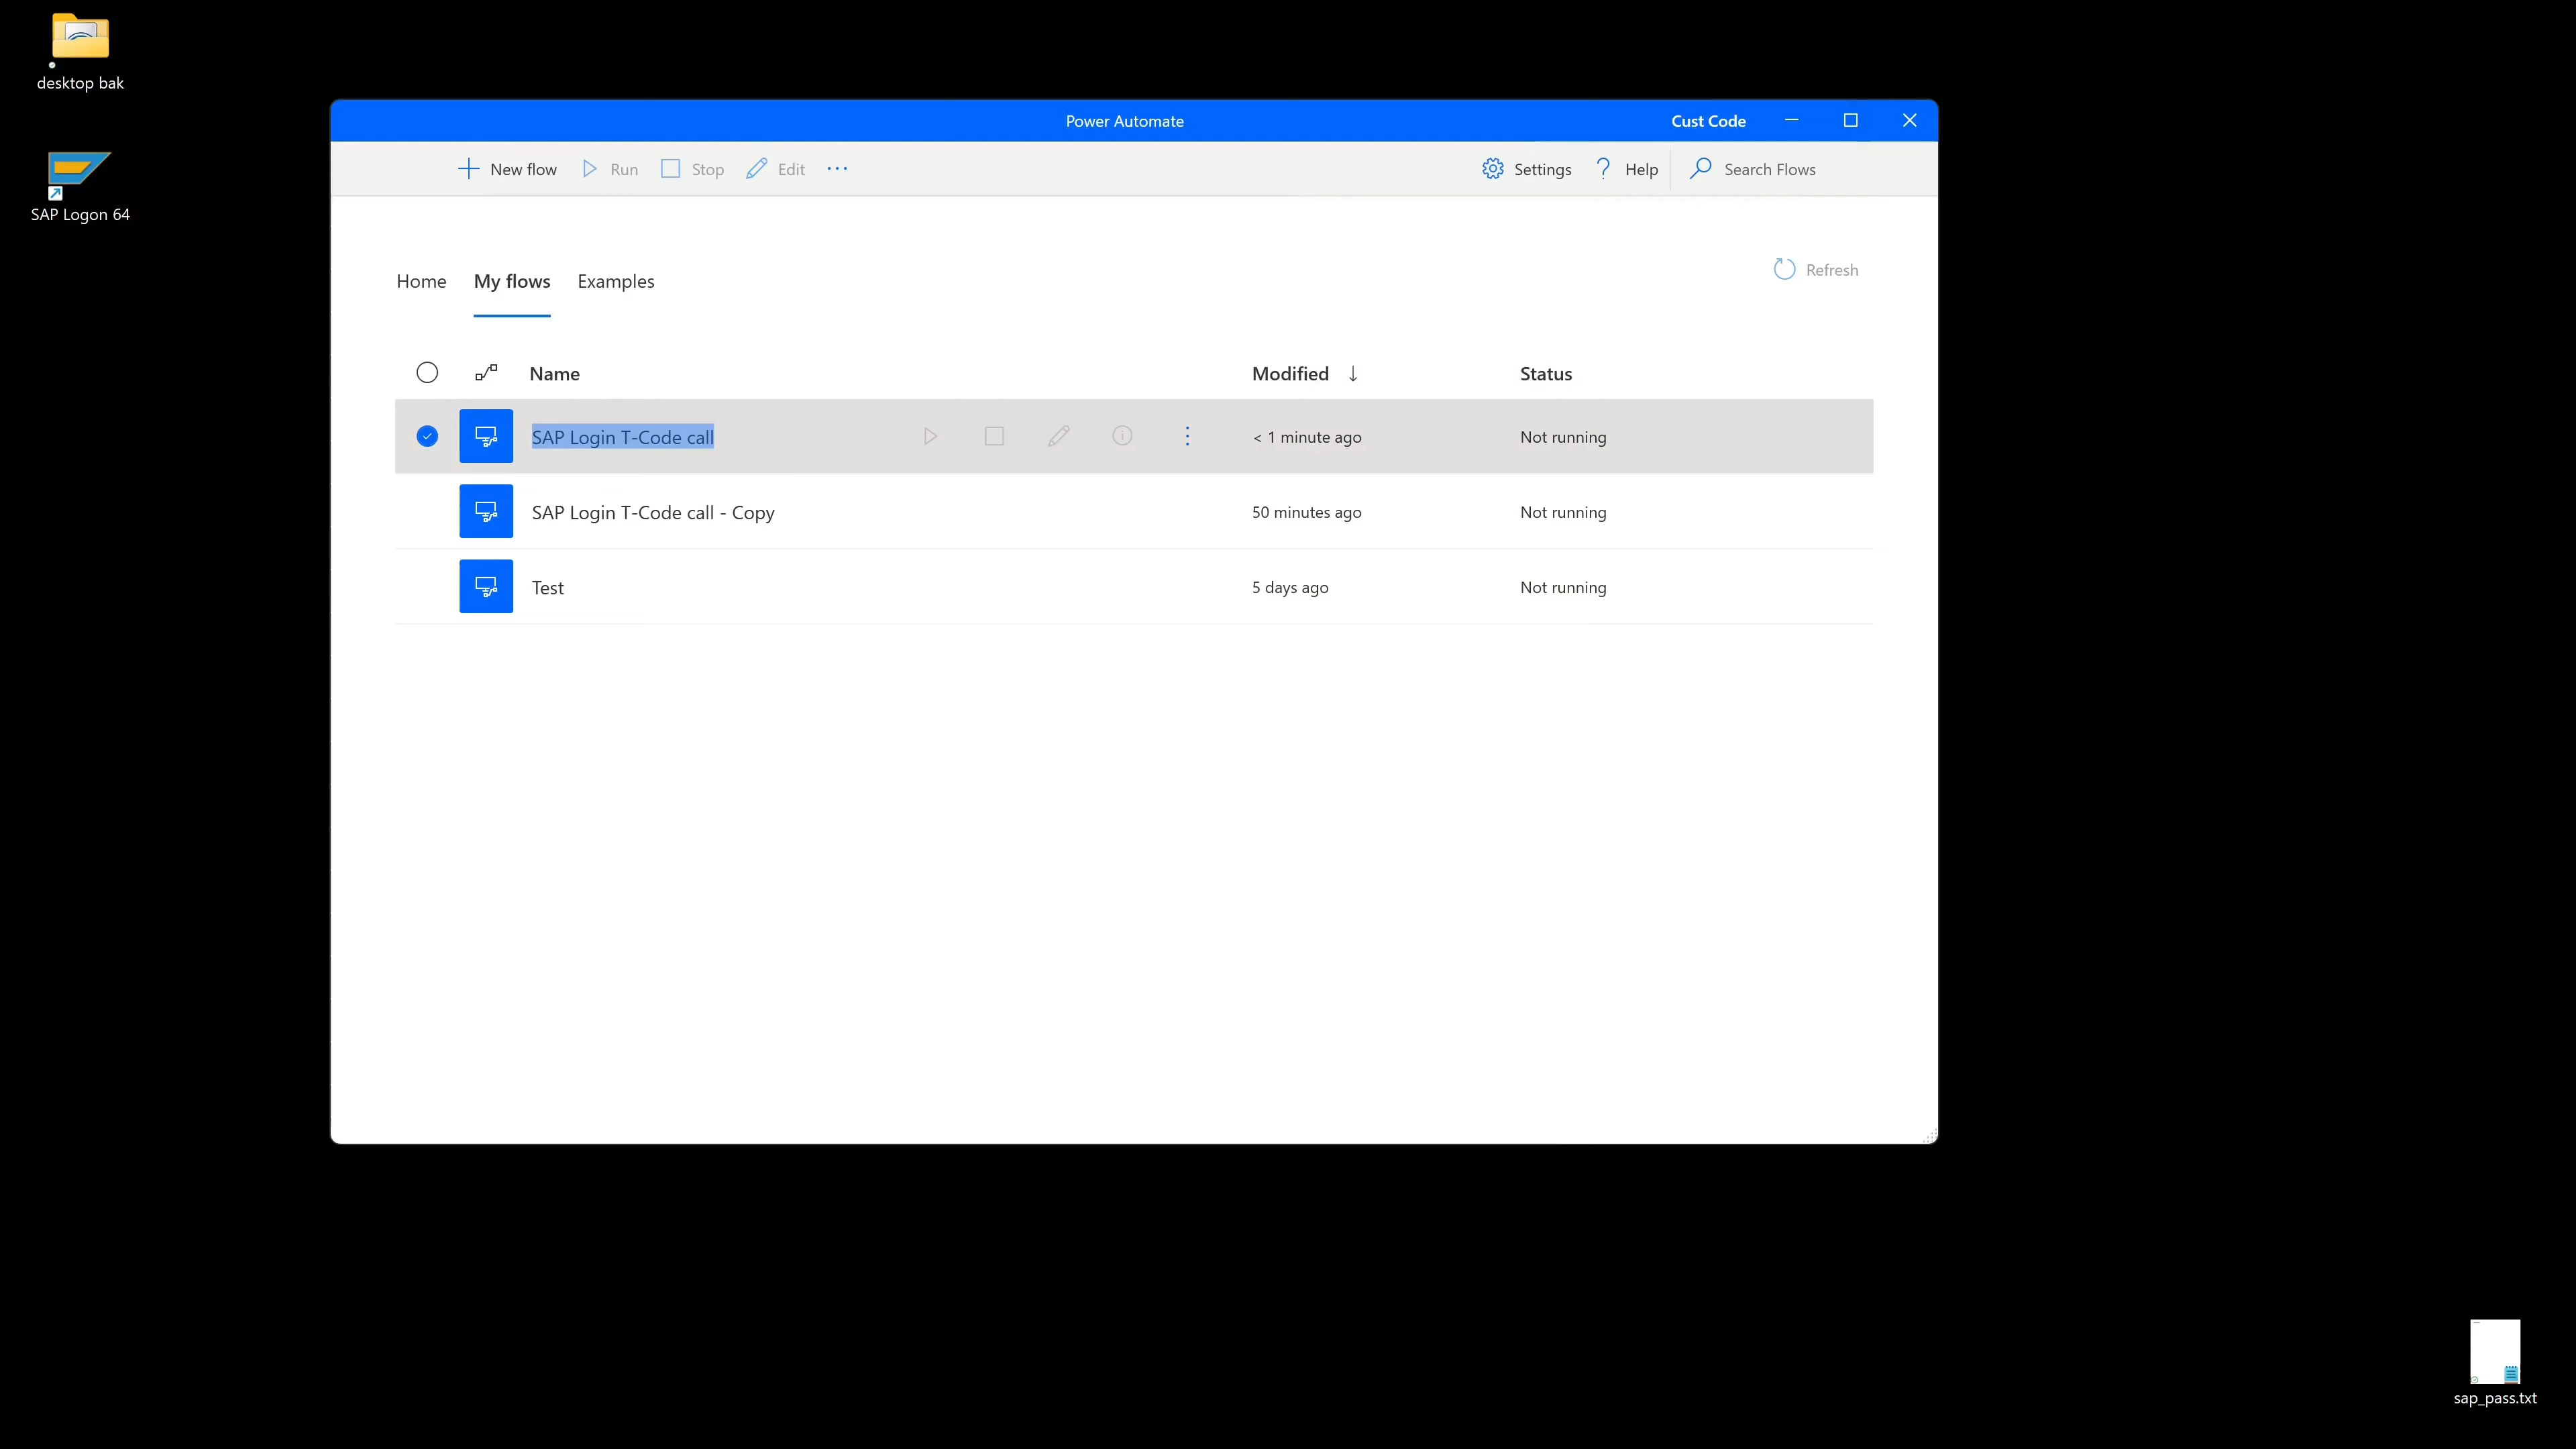 desktop bak
SAP Logon 64
Power Automate
Cust Code
New flow
Run
Stop
Edit
Settings
Help
Search Flows
Home
My flows
Examples
Refresh
Name
Modified
Status
SAP Login T-Code call
< 1 minute ago
Not running
SAP Login T-Code call - Copy
50 minutes ago
Not running
Test
5 days ago
Not running
sap_pass.txt